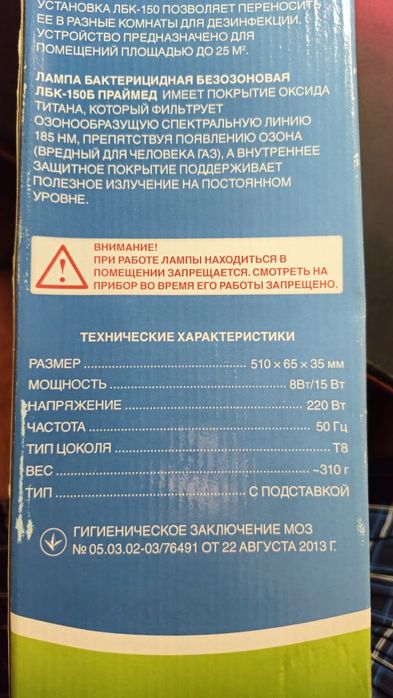 УСТАНОВКА ЛБК-150 ПОЗВОЛЯЕТ ПЕРЕНОСИТЬ
ЕЕ В РАЗНЫЕ КОМНАТЫ ДЛЯ ДЕЗИНФЕКЦИИ.
УСТРОЙСТВО ПРЕДНАЗНАЧЕНО ДЛЯ
ПОМЕЩЕНИЙ ПЛОЩАДЬЮ ДО 25 М².
ЛАМПА БАКТЕРИЦИДНАЯ БЕЗОЗОНОВАЯ
ЛБК-150Б ПРАЙМЕД ИМЕЕТ ПОКРЫТИЕ ОКСИДА
ТИТАНА, КОТОРЫЙ ФИЛЬТРУЕТ
ОЗОНООБРАЗУЩУЮ СПЕКТРАЛЬНУЮ ЛИНИЮ
185 НМ, ПРЕПЯТСТВУЯ ПОЯВЛЕНИЮ ОЗОНА
(ВРЕДНЫЙ ДЛЯ ЧЕЛОВЕКА ГАЗ), А ВНУТРЕННЕЕ
ЗАЩИТНОЕ ПОКРЫТИЕ ПОДДЕРЖИВАЕТ
ПОЛЕЗНОЕ ИЗЛУЧЕНИЕ НА ПОСТОЯННОМ
УРОВНЕ.
ВНИМАНИЕ!
ПРИ РАБОТЕ ЛАМПЫ НАХОДИТЬСЯ В
ПОМЕЩЕНИИ ЗАПРЕЩАЕТСЯ. СМОТРЕТЬ НА
ПРИБОР ВО ВРЕМЯ ЕГО РАБОТЫ ЗАПРЕЩЕНО.
ТЕХНИЧЕСКИЕ ХАРАКТЕРИСТИКИ
РАЗМЕР 510 × 65 × 35 мм
МОЩНОСТЬ 8Вт/15 Вт
НАПРЯЖЕНИЕ 220 Вт
ЧАСТОТА 50 Гц
ТИП ЦОКОЛЯ Т8
ВЕС ~310 г
ТИП С ПОДСТАВКОЙ
ГИГИЕНИЧЕСКОЕ ЗАКЛЮЧЕНИЕ МОЗ
№ 05.03.02-03/76491 ОТ 22 АВГУСТА 2013 Г.